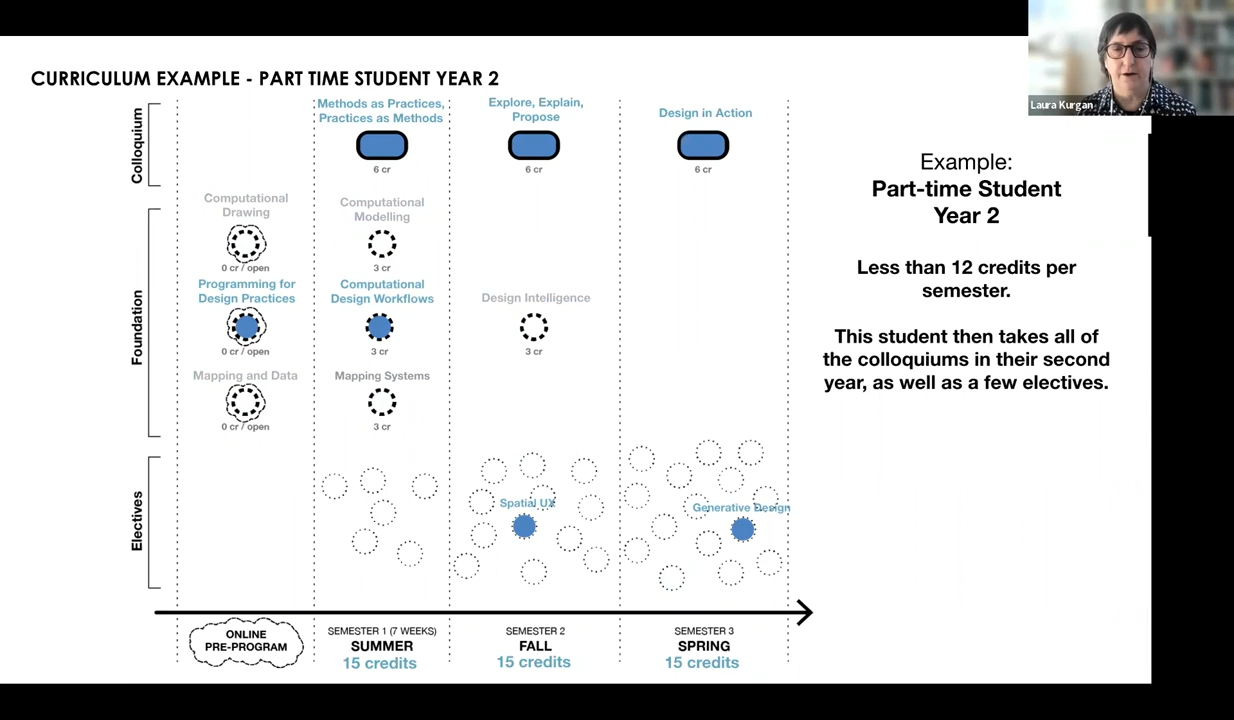 Laura Kurgan
CURRICULUM EXAMPLE - PART TIME STUDENT YEAR 2
Colloquium
Methods as Practices,
Practices as Methods
6 cr
Explore, Explain,
Propose
6 cr
Design in Action
6 cr
Foundation
Computational
Drawing
0 cr / open
Computational
Modelling
3 cr
Programming for
Design Practices
0 cr / open
Computational
Design Workflows
3 cr
Design Intelligence
3 cr
Mapping and Data
0 cr / open
Mapping Systems
3 cr
Electives
Spatial UX
Generative Design
ONLINE
PRE-PROGRAM
SEMESTER 1 (7 WEEKS)
SUMMER
15 credits
SEMESTER 2
FALL
15 credits
SEMESTER 3
SPRING
15 credits
Example:
Part-time Student
Year 2
Less than 12 credits per
semester.
This student then takes all of
the colloquiums in their second
year, as well as a few electives.